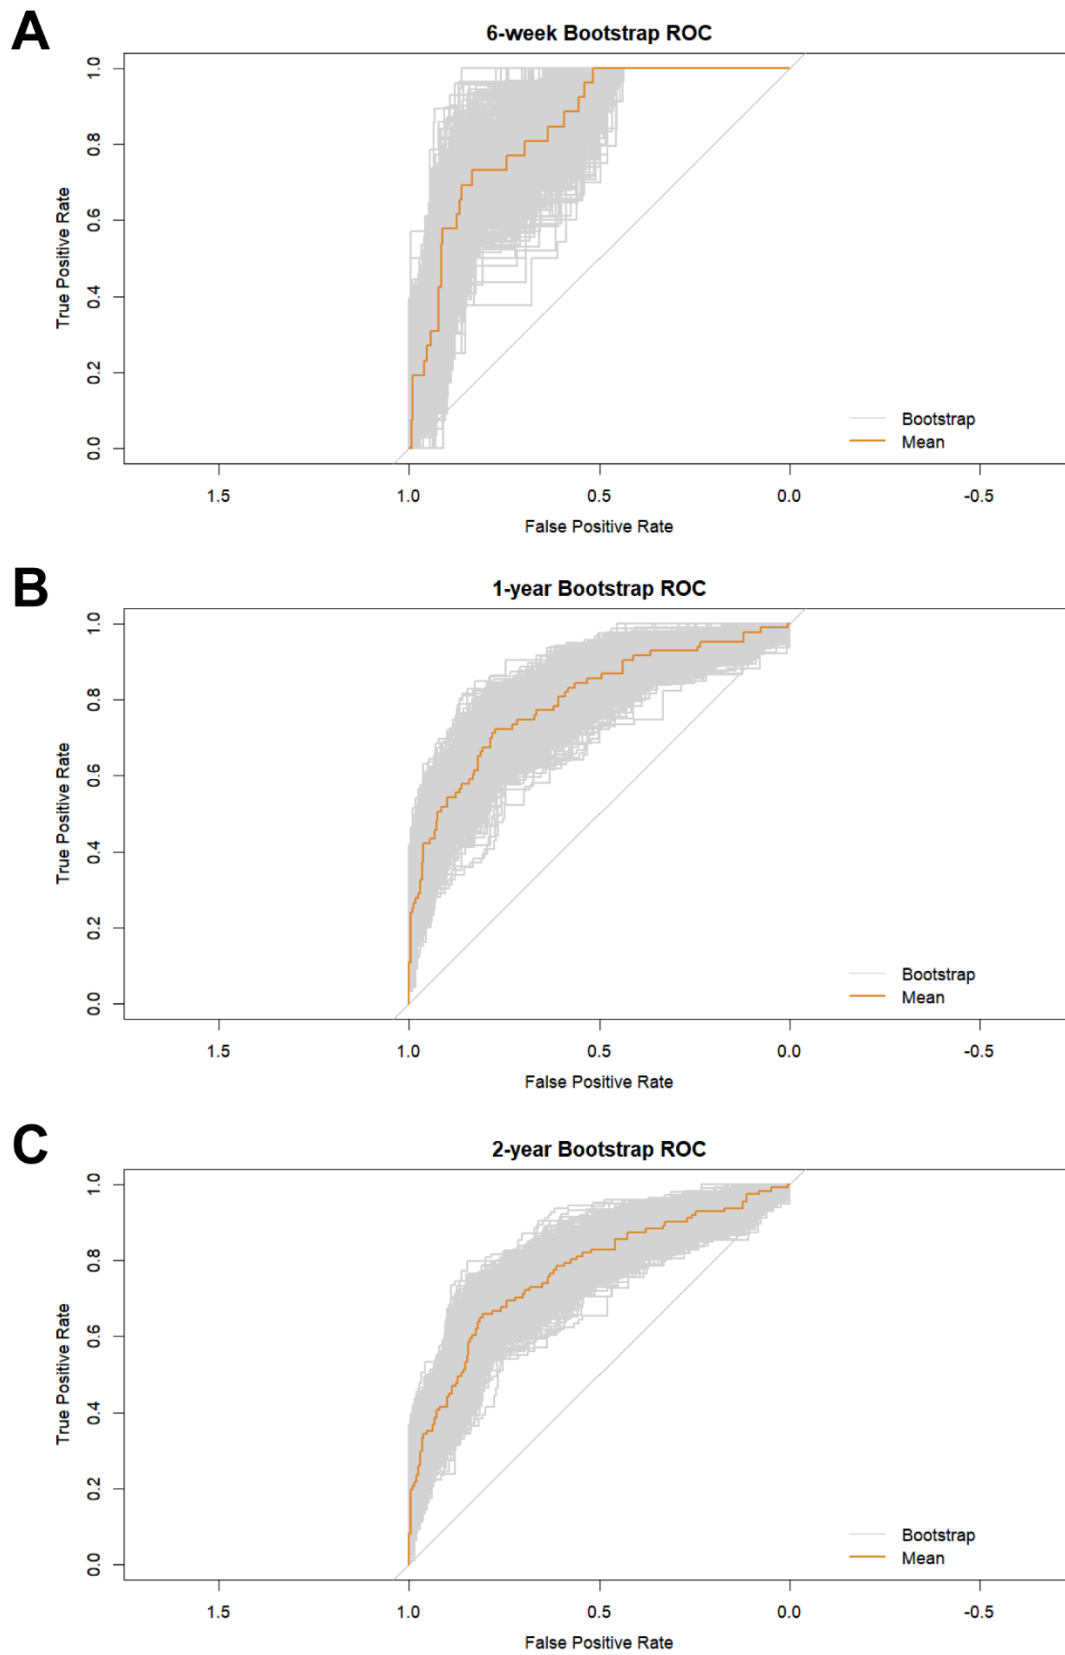 A
6-week Bootstrap ROC
True Positive Rate
1.0
0.8
0.6
0.4
0.2
0.0
Bootstrap
Mean
1.5 1.0 0.5 0.0 -0.5
False Positive Rate
B
1-year Bootstrap ROC
True Positive Rate
1.0
0.8
0.6
0.4
0.2
0.0
Bootstrap
Mean
1.5 1.0 0.5 0.0 -0.5
False Positive Rate
C
2-year Bootstrap ROC
True Positive Rate
1.0
0.8
0.6
0.4
0.2
0.0
Bootstrap
Mean
1.5 1.0 0.5 0.0 -0.5
False Positive Rate